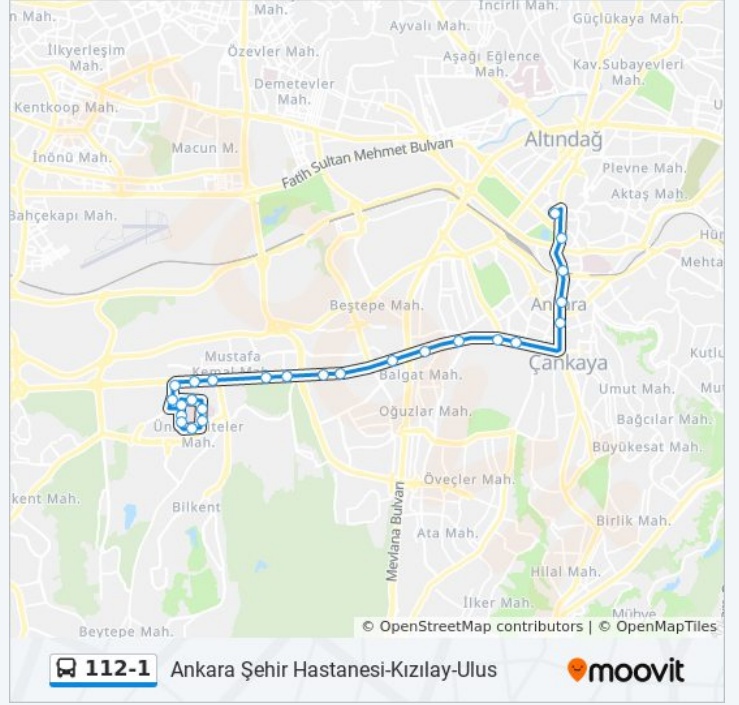 n Mah.
Mah.
İncirli Mah.
Güçlükaya Mah.
Ayvalı Mah.
İlkyerleşim
Mah.
Özevler Mah.
Aşağı Eğlence
Mah.
Kav.Subayevleri
Mah.
Demetevler
Mah.
Kentkoop Mah.
Altındağ
İnönü Mah.
Macun M.
Fatih Sultan Mehmet Bulvarı
Plevne Mah.
Aktaş Mah.
Bahçekapı Mah.
Hür
Mehta
Beştepe Mah.
Ankara
Mustafa
Kemal Mah.
Kutlu
Çankaya
Balgat Mah.
Umut Mah.
Mut
Oğuzlar Mah.
Bağcılar Mah.
Mah.
Büyükesat Mah.
Öveçler Mah.
kent Mah.
Bilkent
Birlik Mah.
Mevlana Bulvarı
Ata Mah.
Hilal Mah.
İlker Mah.
Mühye
Beytepe Mah.
© OpenStreetMap contributors | © OpenMapTiles
112-1 Ankara Şehir Hastanesi-Kızılay-Ulus
moovit